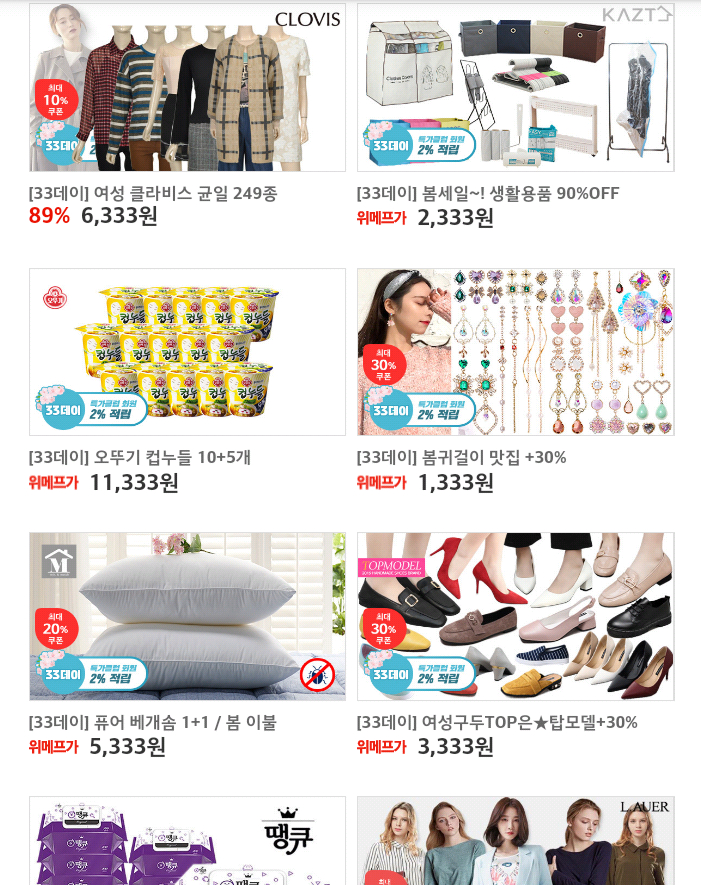 CLOVIS
최대
10%
쿠폰
33데이
[33데이] 여성 클라비스 균일 249종
89% 6,333원
KAZT
33데이
특가클럽 회원
2% 적립
[33데이] 봄세일~! 생활용품 90%OFF
위메프가 2,333원
오뚜기
컵누들
33데이
특가클럽 회원
2% 적립
[33데이] 오뚜기 컵누들 10+5개
위메프가 11,333원
최대
30%
쿠폰
33데이
특가클럽 회원
2% 적립
[33데이] 봄귀걸이 맛집 +30%
위메프가 1,333원
M
최대
20%
쿠폰
33데이
특가클럽 회원
2% 적립
[33데이] 퓨어 베개솜 1+1 / 봄 이불
위메프가 5,333원
TOPMODEL
최대
30%
쿠폰
33데이
특가클럽 회원
2% 적립
[33데이] 여성구두TOP은★탑모델+30%
위메프가 3,333원
땡큐
땡큐
땡큐
L.AUER
최대